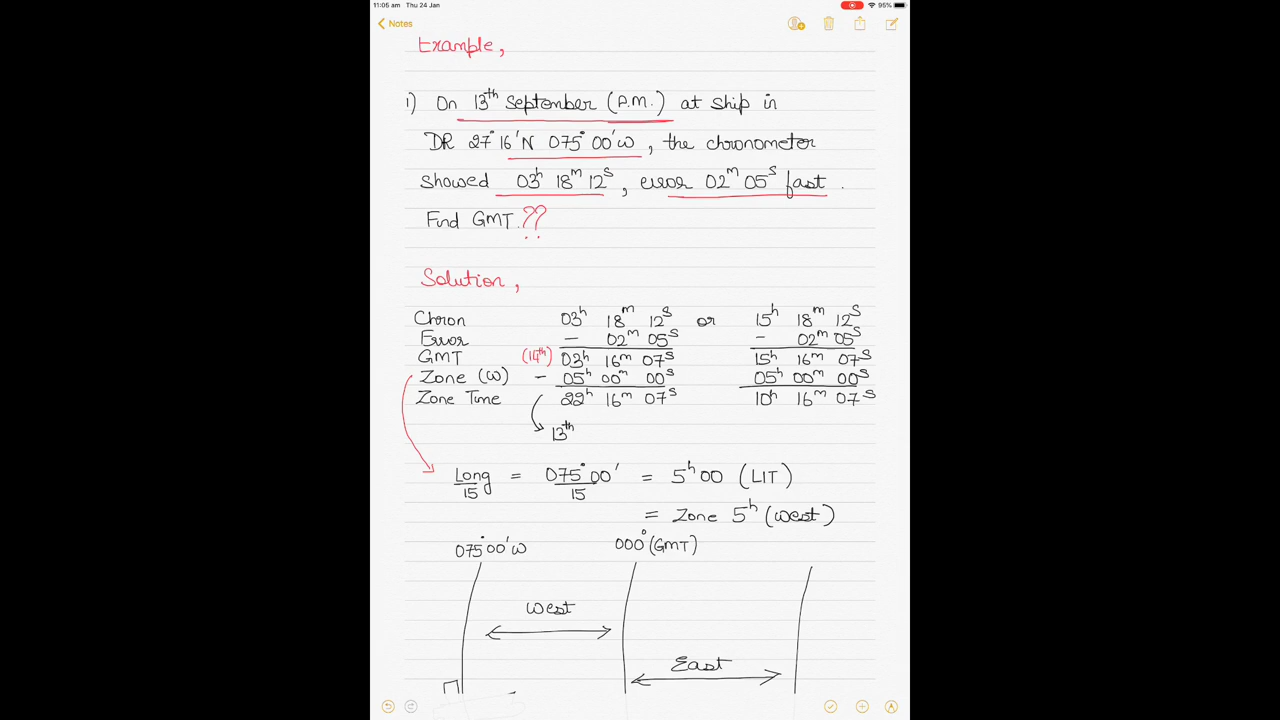 11:05 am Thu 24 Jan
95%
Notes
Example,
1) On 13th September (P.M.) at ship in
DR 27° 16'N 075° 00'W, the chronometer
showed 03h 18m 12s, error 02m 05s fast.
Find GMT.??
Solution,
Chron 03h 18m 12s or 15h 18m 12s
Error - 02m 05s - 02m 05s
GMT (14th) 03h 16m 07s 15h 16m 07s
Zone (W) - 05h 00m 00s 05h 00m 00s
Zone Time 22h 16m 07s 10h 16m 07s
13th
Long/15 = 075° 00'/15 = 5h 00 (LIT)
= Zone 5h (West)
075° 00' W 000° (GMT)
West
East